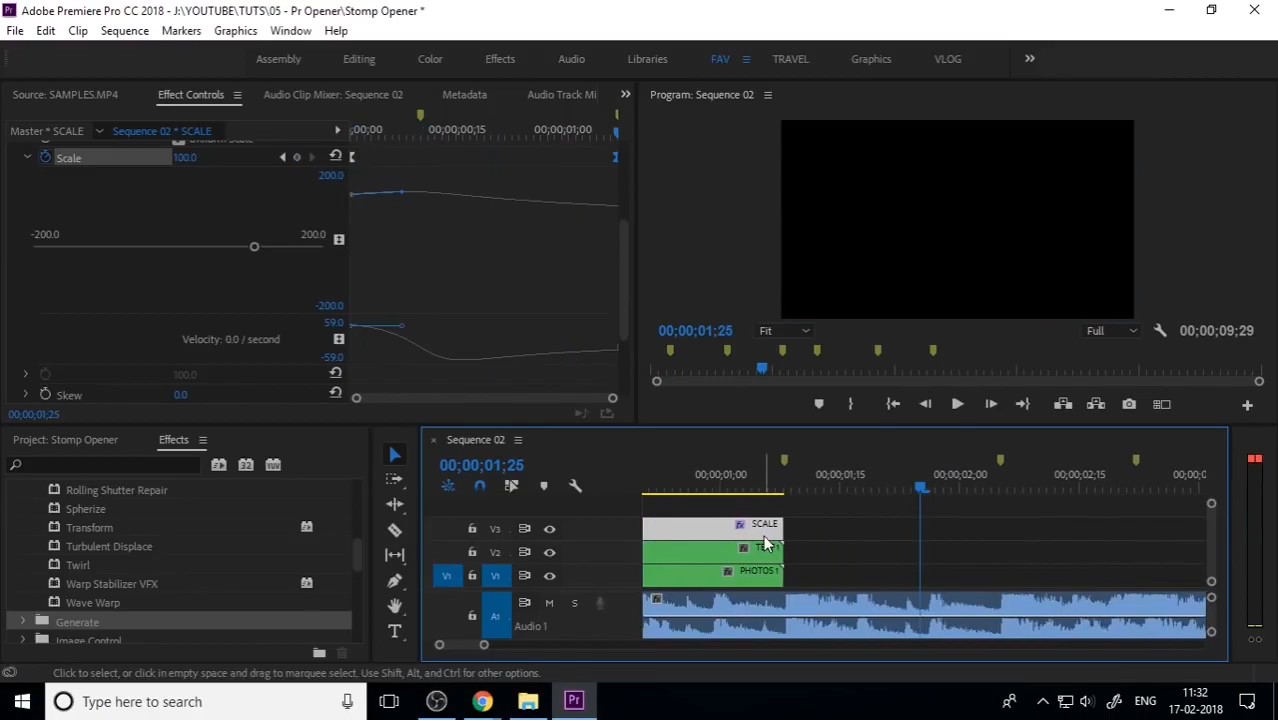 Adobe Premiere Pro CC 2018 - J:\YOUTUBE\TUTS\05 - Pr Opener\Stomp Opener *
File Edit Clip Sequence Markers Graphics Window Help
Assembly Editing Color Effects Audio Libraries FAV TRAVEL Graphics VLOG
Source: SAMPLES.MP4 Effect Controls Audio Clip Mixer: Sequence 02 Metadata Audio Track Mi
Program: Sequence 02
Master * SCALE Sequence 02 * SCALE
:00;00 00;00;00;15 00;00;01;00
Uniform Scale
Scale 100.0
200.0
-200.0 200.0
-200.0
59.0
Velocity: 0.0 / second
-59.0
100.0
Skew 0.0
00;00;01;25
00;00;01;25 Fit Full 00;00;09;29
Project: Stomp Opener Effects
Rolling Shutter Repair
Spherize
Transform
Turbulent Displace
Twirl
Warp Stabilizer VFX
Wave Warp
Generate
Image Control
Sequence 02
00;00;01;25
00;00;01;00 00;00;01;15 00;00;02;00 00;00;02;15 00;00;0
V3 fx SCALE
V2 fx
V1 V1 fx PHOTOS 1
A1 M S
Audio 1
Click to select, or click in empty space and drag to marquee select. Use Shift, Alt, and Ctrl for other options.
Type here to search
Pr
ENG
11:32
17-02-2018